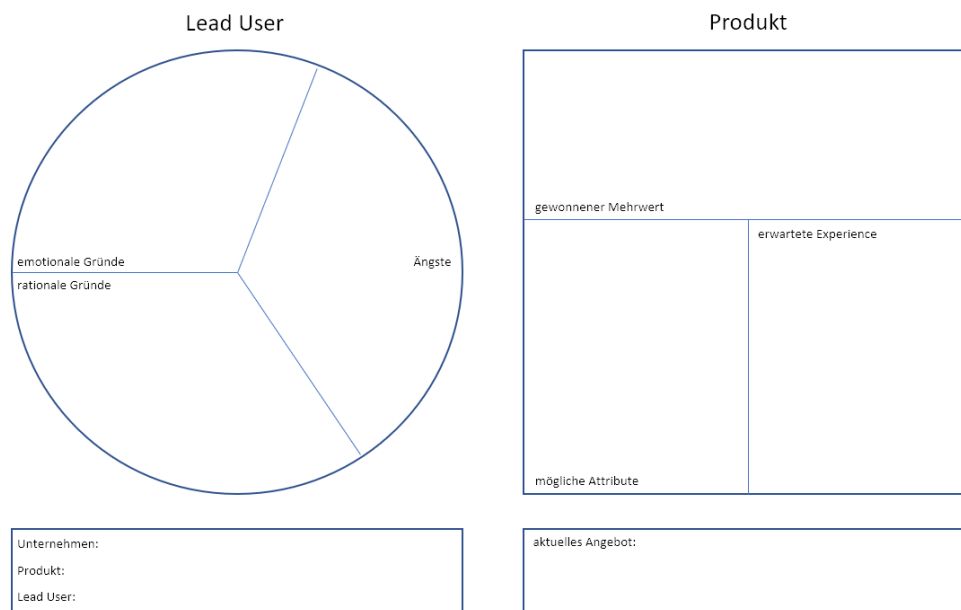 Lead User
Produkt
emotionale Gründe
rationale Gründe
Ängste
gewonnener Mehrwert
erwartete Experience
mögliche Attribute
Unternehmen:
Produkt:
Lead User:
aktuelles Angebot: